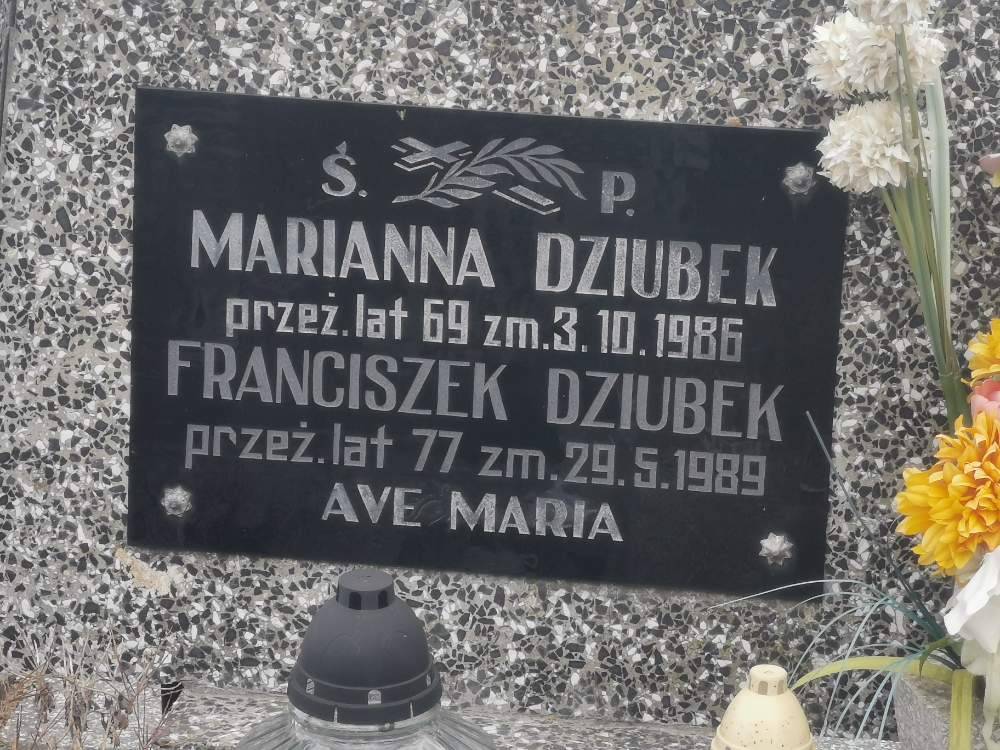 Ś. P.
MARIANNA DZIUBEK
przeż. lat 69 zm. 3. 10. 1986
FRANCISZEK DZIUBEK
przeż. lat 77 zm. 29. 5. 1989
AVE MARIA